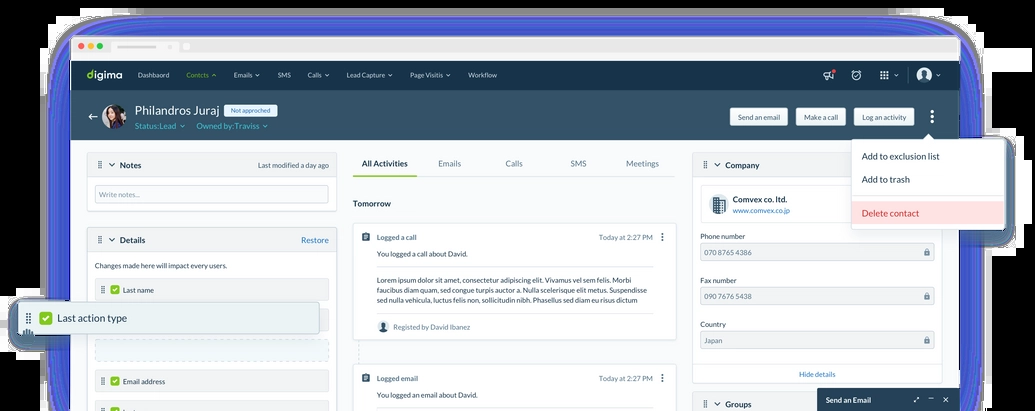 digima
Dashbaord
Contcts
Emails
SMS
Calls
Lead Capture
Page Visitis
Workflow
Philandros Juraj
Not approched
Status:Lead
Owned by:Traviss
Send an email
Make a call
Log an activity
Add to exclusion list
Add to trash
Delete contact
Notes
Last modified a day ago
Write notes...
Details
Restore
Changes made here will impact every users.
Last name
Last action type
Email address
All Activities
Emails
Calls
SMS
Meetings
Tomorrow
Logged a call
Today at 2:27 PM
You logged a call about David.
Lorem ipsum dolor sit amet, consectetur adipiscing elit. Vivamus vel sem felis. Morbi
faucibus diam quam, sed congue turpis auctor a. Nulla scelerisque elit metus. Suspendisse
sed nulla vehicula, luctus felis non, sollicitudin nibh. Phasellus sed diam eu risus dictum
Registed by David Ibanez
Logged email
Today at 2:27 PM
You logged an email about David.
Company
Comvex co. ltd.
www.comvex.co.jp
Phone number
070 8765 4386
Fax number
090 7676 5438
Country
Japan
Hide details
Groups
Send an Email